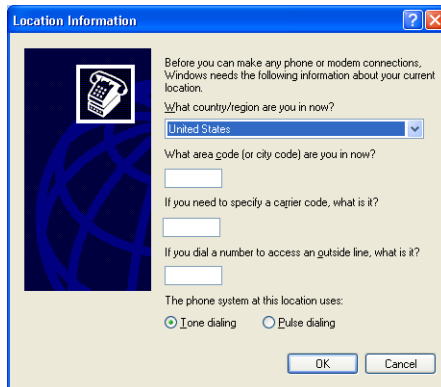 Location Information
Before you can make any phone or modem connections,
Windows needs the following information about your current
location.
What country/region are you in now?
United States
What area code (or city code) are you in now?
If you need to specify a carrier code, what is it?
If you dial a number to access an outside line, what is it?
The phone system at this location uses:
Tone dialing Pulse dialing
OK Cancel